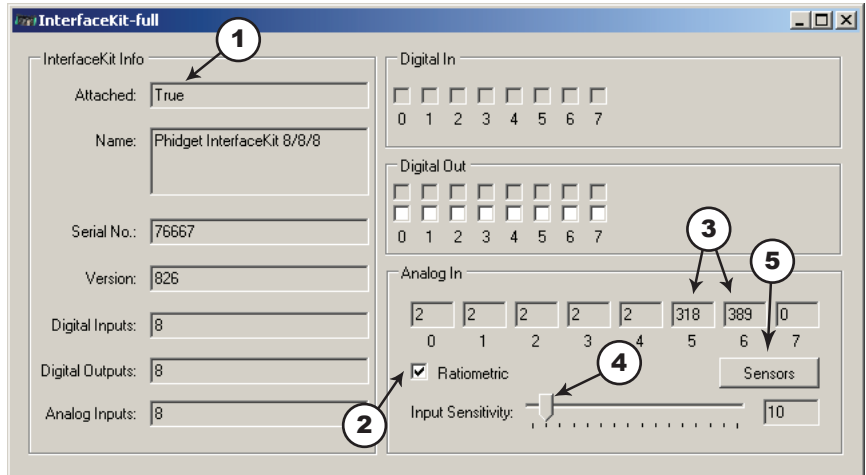 InterfaceKit-full
1
InterfaceKit Info
Attached: True
Name: Phidget InterfaceKit 8/8/8
Serial No.: 76667
Version: 826
Digital Inputs: 8
Digital Outputs: 8
Analog Inputs: 8
Digital In
0 1 2 3 4 5 6 7
Digital Out
0 1 2 3 4 5 6 7
3
5
Analog In
2 2 2 2 2 318 389 0
0 1 2 3 4 5 6 7
4
2
Ratiometric
Sensors
Input Sensitivity: 10